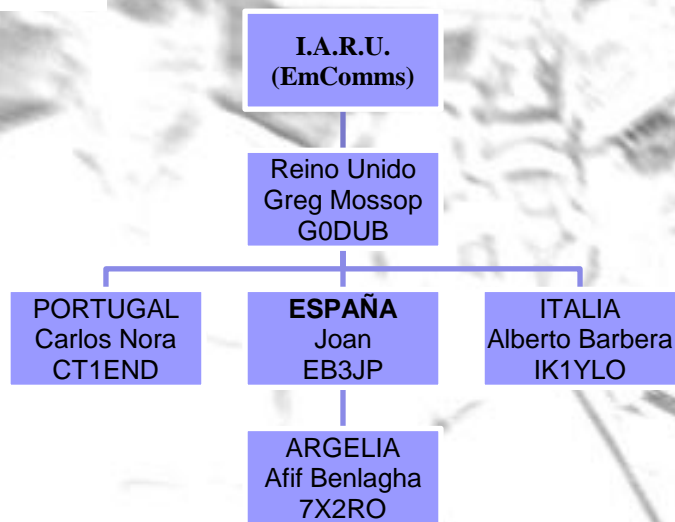 I.A.R.U.
(EmComms)
Reino Unido
Greg Mossop
G0DUB
PORTUGAL
Carlos Nora
CT1END
ESPAÑA
Joan
EB3JP
ITALIA
Alberto Barbera
IK1YLO
ARGELIA
Afif Benlagha
7X2RO